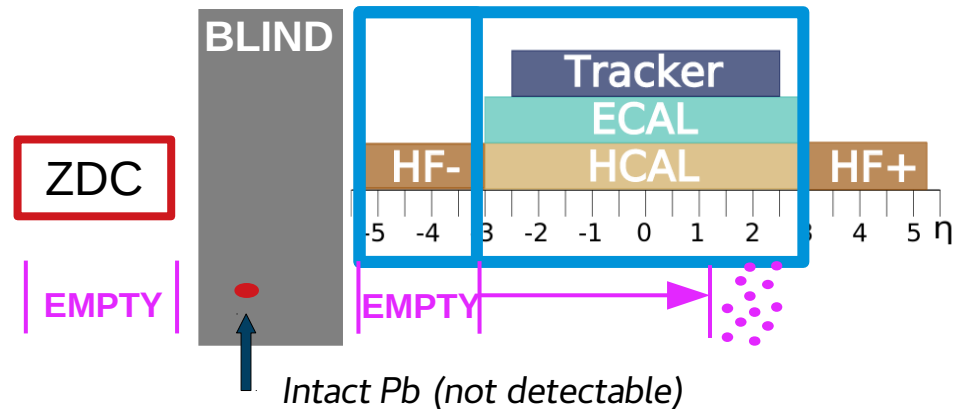 BLIND
Tracker
ECAL
ZDC
HF- HCAL HF+
-5 -4 -3 -2 -1 0 1 2 3 4 5 η
EMPTY EMPTY
Intact Pb (not detectable)